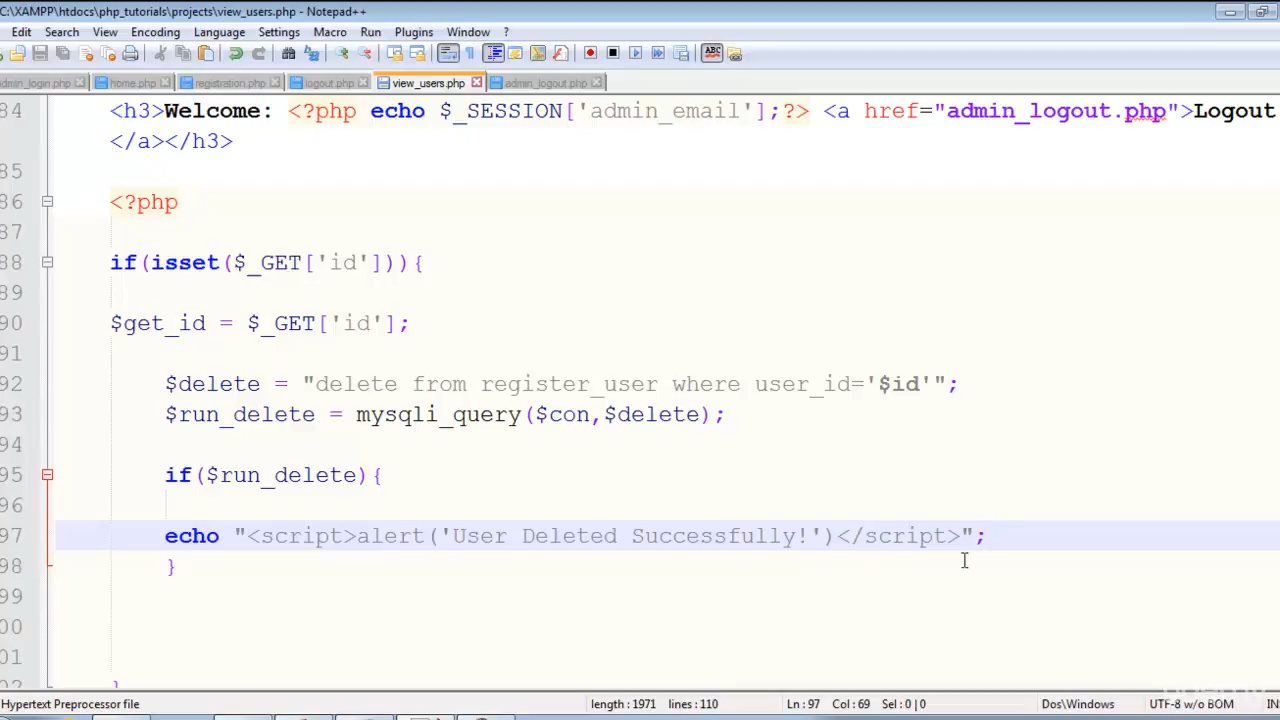 C:\XAMPP\htdocs\php_tutorials\projects\view_users.php - Notepad++
Edit Search View Encoding Language Settings Macro Run Plugins Window ?
ABC
admin_login.php home.php registration.php logout.php view_users.php admin_logout.php
84 <h3>Welcome: <?php echo $_SESSION['admin_email'];?> <a href="admin_logout.php">Logout
</a></h3>
85
86 <?php
87
88 if(isset($_GET['id'])){
89
90 $get_id = $_GET['id'];
91
92 $delete = "delete from register_user where user_id='$id'";
93 $run_delete = mysqli_query($con,$delete);
94
95 if($run_delete){
96
97 echo "<script>alert('User Deleted Successfully!')</script>";
98 }
99
00
01
02 }
Hypertext Preprocessor file length : 1971 lines : 110 Ln : 97 Col : 69 Sel : 0 | 0 Dos\Windows UTF-8 w/o BOM IN